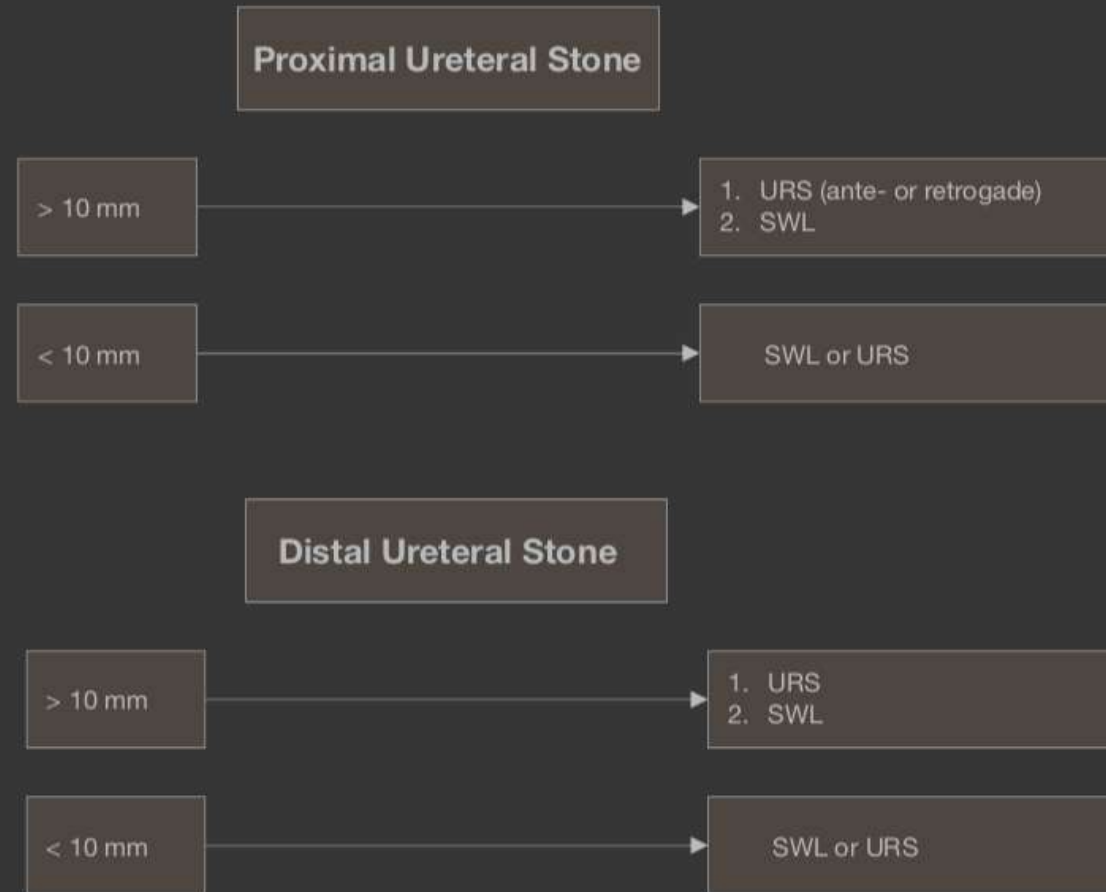 Proximal Ureteral Stone
> 10 mm
1. URS (ante- or retrogade)
2. SWL
< 10 mm
SWL or URS
Distal Ureteral Stone
> 10 mm
1. URS
2. SWL
< 10 mm
SWL or URS